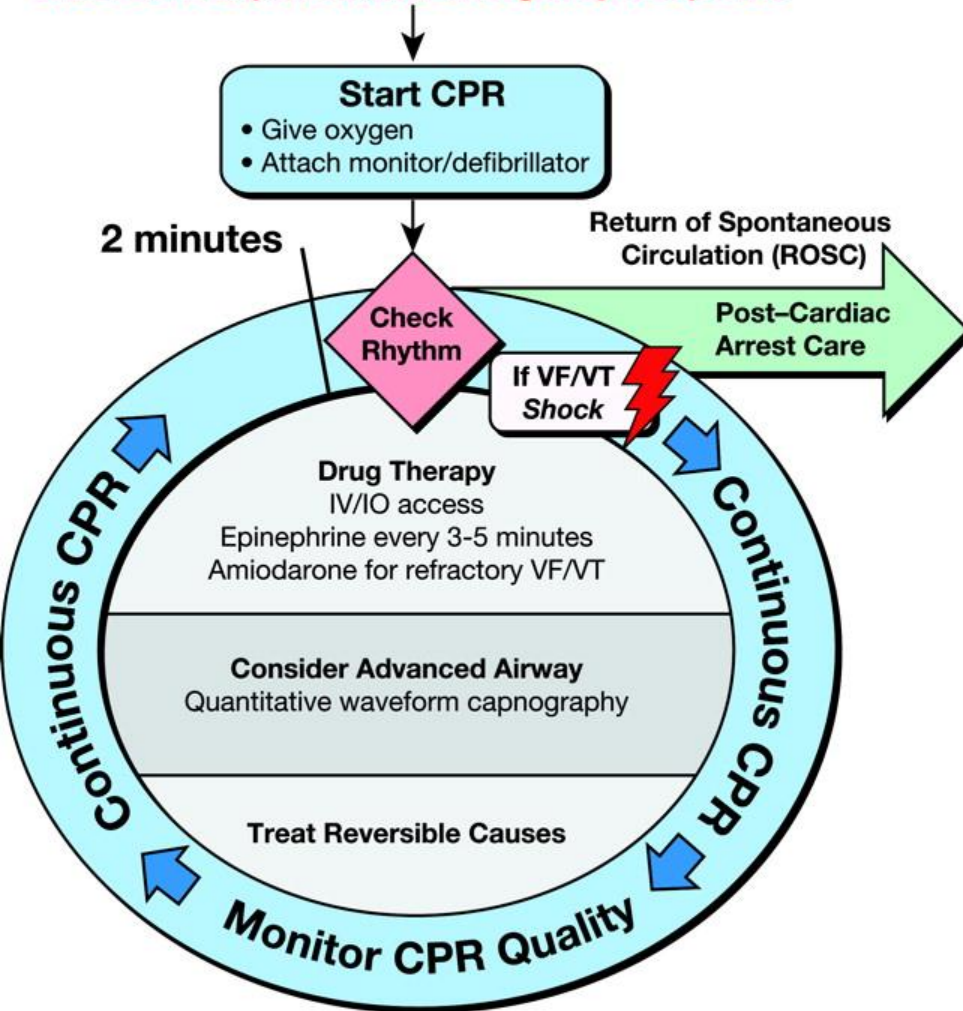 Start CPR
• Give oxygen
• Attach monitor/defibrillator
2 minutes
Return of Spontaneous
Circulation (ROSC)
Check
Rhythm
Post–Cardiac
Arrest Care
If VF/VT
Shock
Drug Therapy
IV/IO access
Epinephrine every 3-5 minutes
Amiodarone for refractory VF/VT
Consider Advanced Airway
Quantitative waveform capnography
Treat Reversible Causes
Continuous CPR
Continuous CPR
Monitor CPR Quality